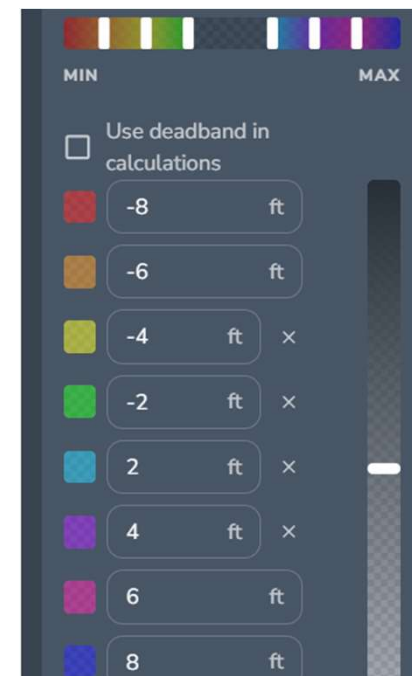 MIN MAX
Use deadband in
calculations
-8 ft
-6 ft
-4 ft ×
-2 ft ×
2 ft ×
4 ft ×
6 ft
8 ft